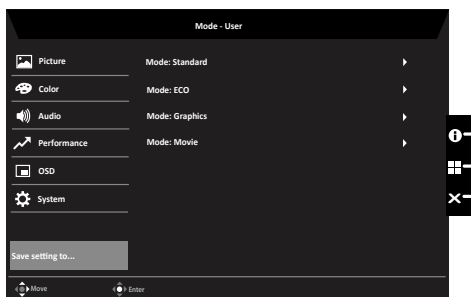 Mode - User
Picture
Color
Audio
Performance
OSD
System
Save setting to...
Mode: Standard
Mode: ECO
Mode: Graphics
Mode: Movie
Move
Enter